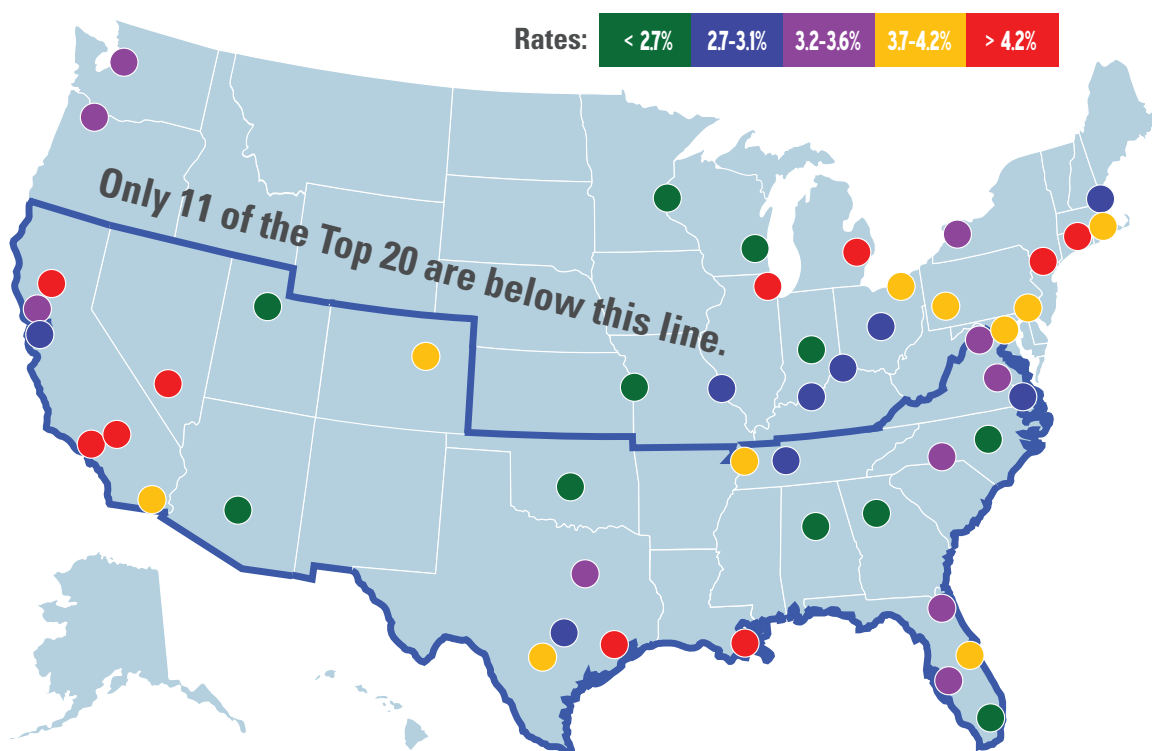 Rates: < 2.7% 2.7-3.1% 3.2-3.6% 3.7-4.2% > 4.2%
Only 11 of the Top 20 are below this line.